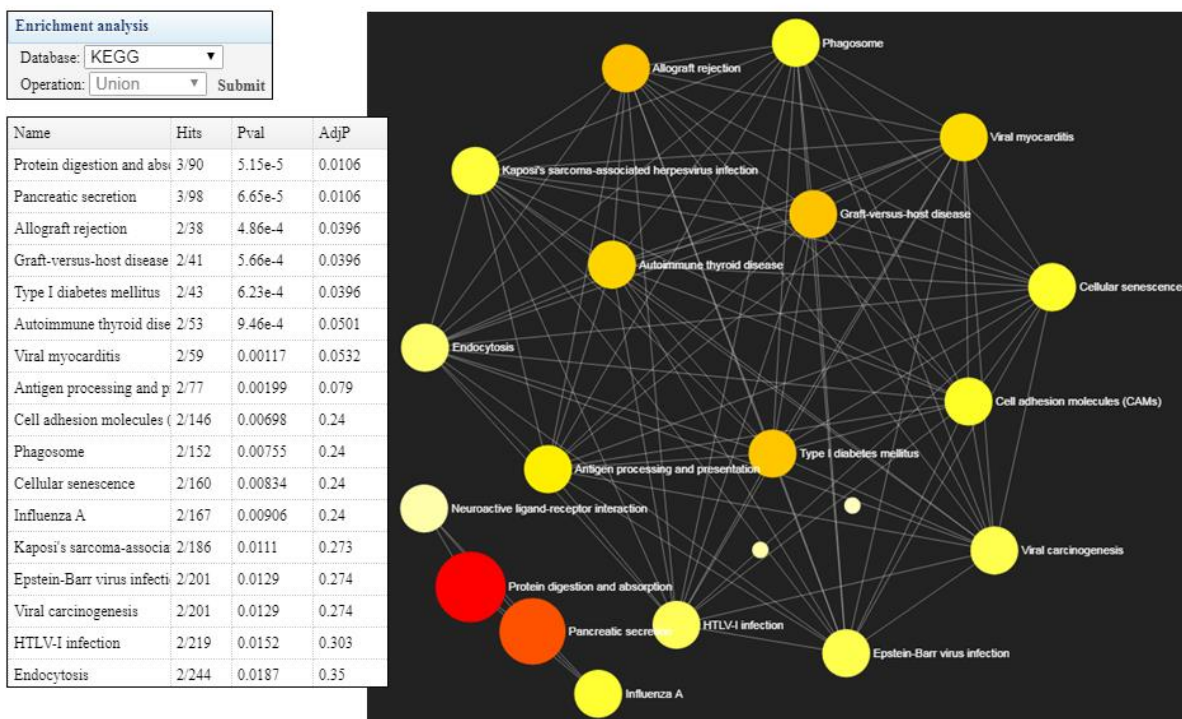 Enrichment analysis
Database: KEGG
Operation: Union Submit
Name Hits Pval AdjP
Protein digestion and abs 3/90 5.15e-5 0.0106
Pancreatic secretion 3/98 6.65e-5 0.0106
Allograft rejection 2/38 4.86e-4 0.0396
Graft-versus-host disease 2/41 5.66e-4 0.0396
Type I diabetes mellitus 2/43 6.23e-4 0.0396
Autoimmune thyroid dise 2/53 9.46e-4 0.0501
Viral myocarditis 2/59 0.00117 0.0532
Antigen processing and p 2/77 0.00199 0.079
Cell adhesion molecules ( 2/146 0.00698 0.24
Phagosome 2/152 0.00755 0.24
Cellular senescence 2/160 0.00834 0.24
Influenza A 2/167 0.00906 0.24
Kaposi's sarcoma-associa 2/186 0.0111 0.273
Epstein-Barr virus infecti 2/201 0.0129 0.274
Viral carcinogenesis 2/201 0.0129 0.274
HTLV-I infection 2/219 0.0152 0.303
Endocytosis 2/244 0.0187 0.35
Phagosome
Allograft rejection
Viral myocarditis
Kaposi's sarcoma-associated herpesvirus infection
Graft-versus-host disease
Autoimmune thyroid disease
Cellular senescence
Endocytosis
Cell adhesion molecules (CAMs)
Type I diabetes mellitus
Antigen processing and presentation
Neuroactive ligand-receptor interaction
Viral carcinogenesis
Protein digestion and absorption
HTLV-I infection
Pancreatic secretion
Epstein-Barr virus infection
Influenza A